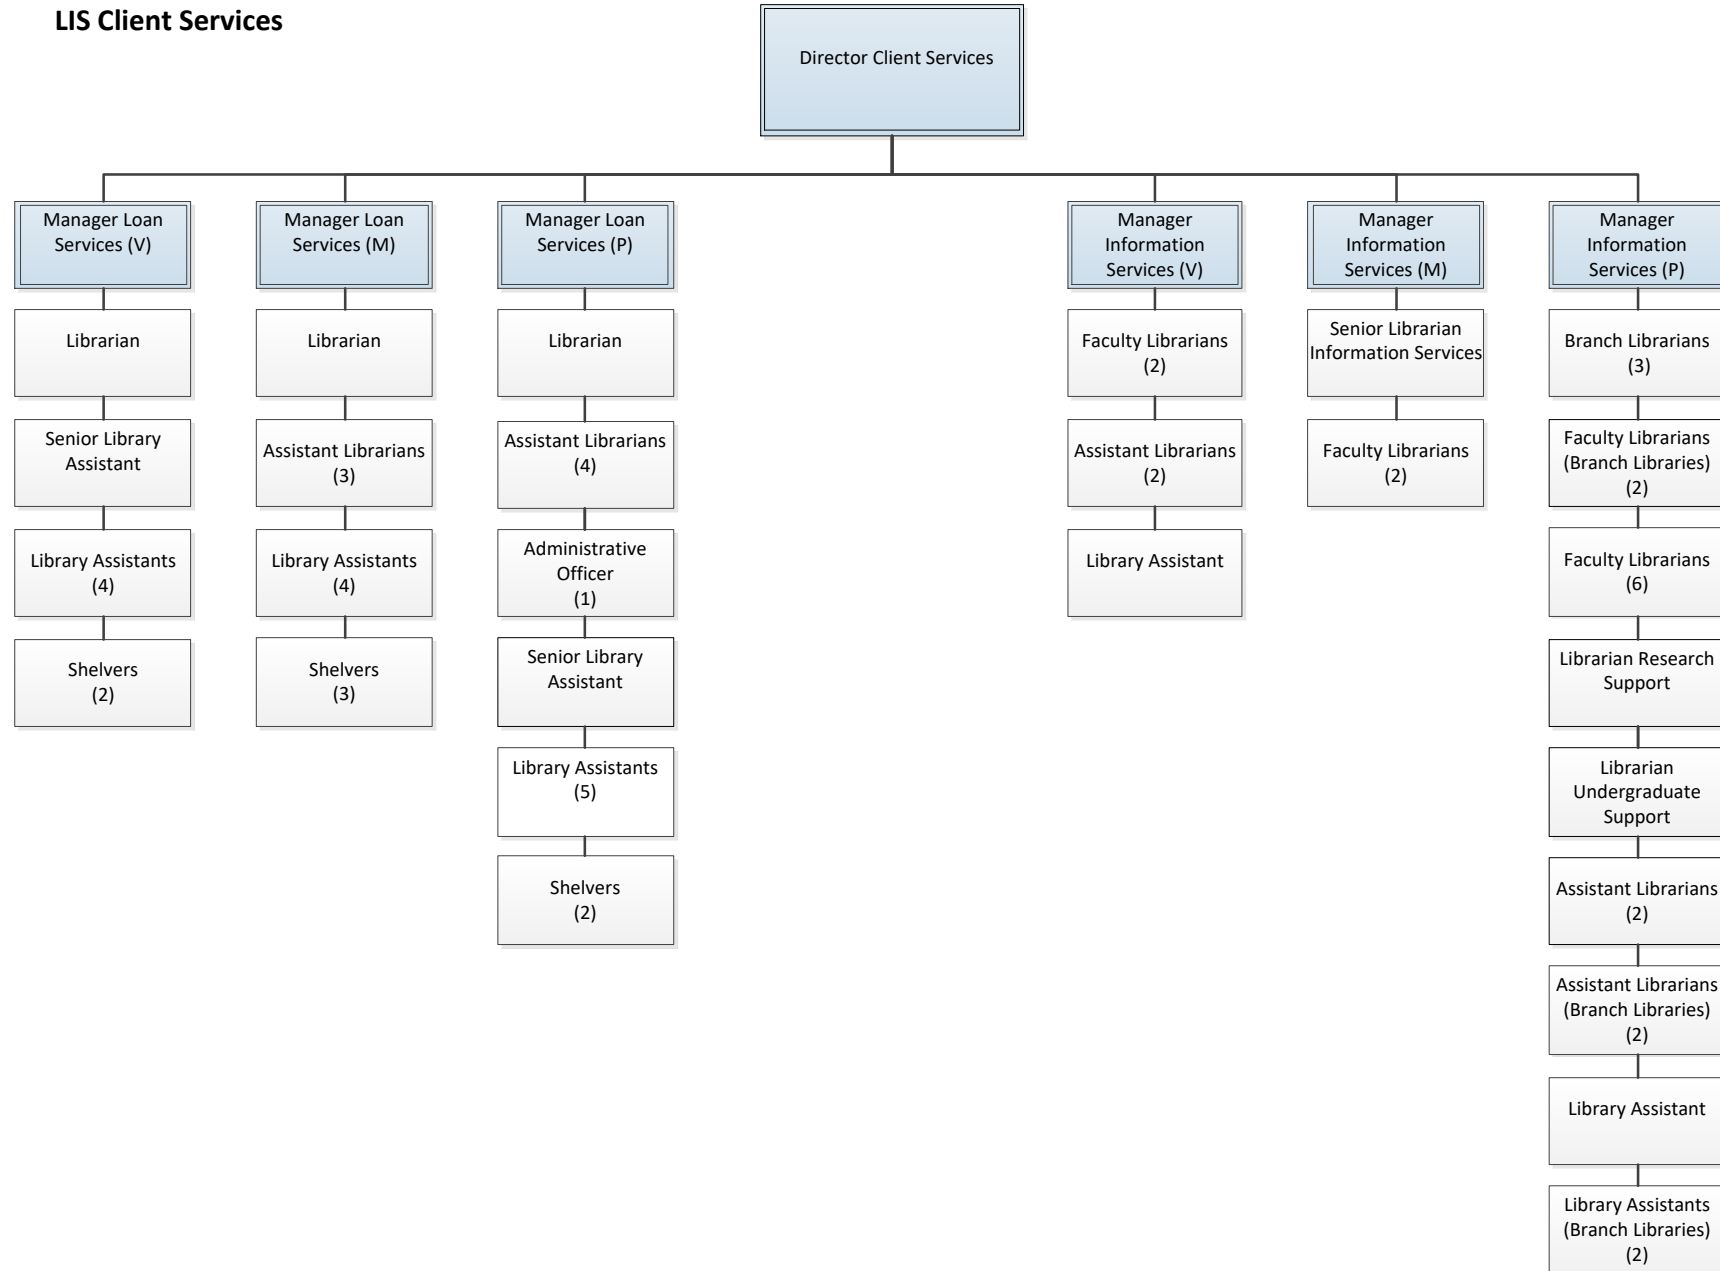 LIS Client Services
Director Client Services
Manager Loan
Services (V)
Librarian
Senior Library
Assistant
Library Assistants
(4)
Shelvers
(2)
Manager Loan
Services (M)
Librarian
Assistant Librarians
(3)
Library Assistants
(4)
Shelvers
(3)
Manager Loan
Services (P)
Librarian
Assistant Librarians
(4)
Administrative
Officer
(1)
Senior Library
Assistant
Library Assistants
(5)
Shelvers
(2)
Manager
Information
Services (V)
Faculty Librarians
(2)
Assistant Librarians
(2)
Library Assistant
Manager
Information
Services (M)
Senior Librarian
Information Services
Faculty Librarians
(2)
Manager
Information
Services (P)
Branch Librarians
(3)
Faculty Librarians
(Branch Libraries)
(2)
Faculty Librarians
(6)
Librarian Research
Support
Librarian
Undergraduate
Support
Assistant Librarians
(2)
Assistant Librarians
(Branch Libraries)
(2)
Library Assistant
Library Assistants
(Branch Libraries)
(2)